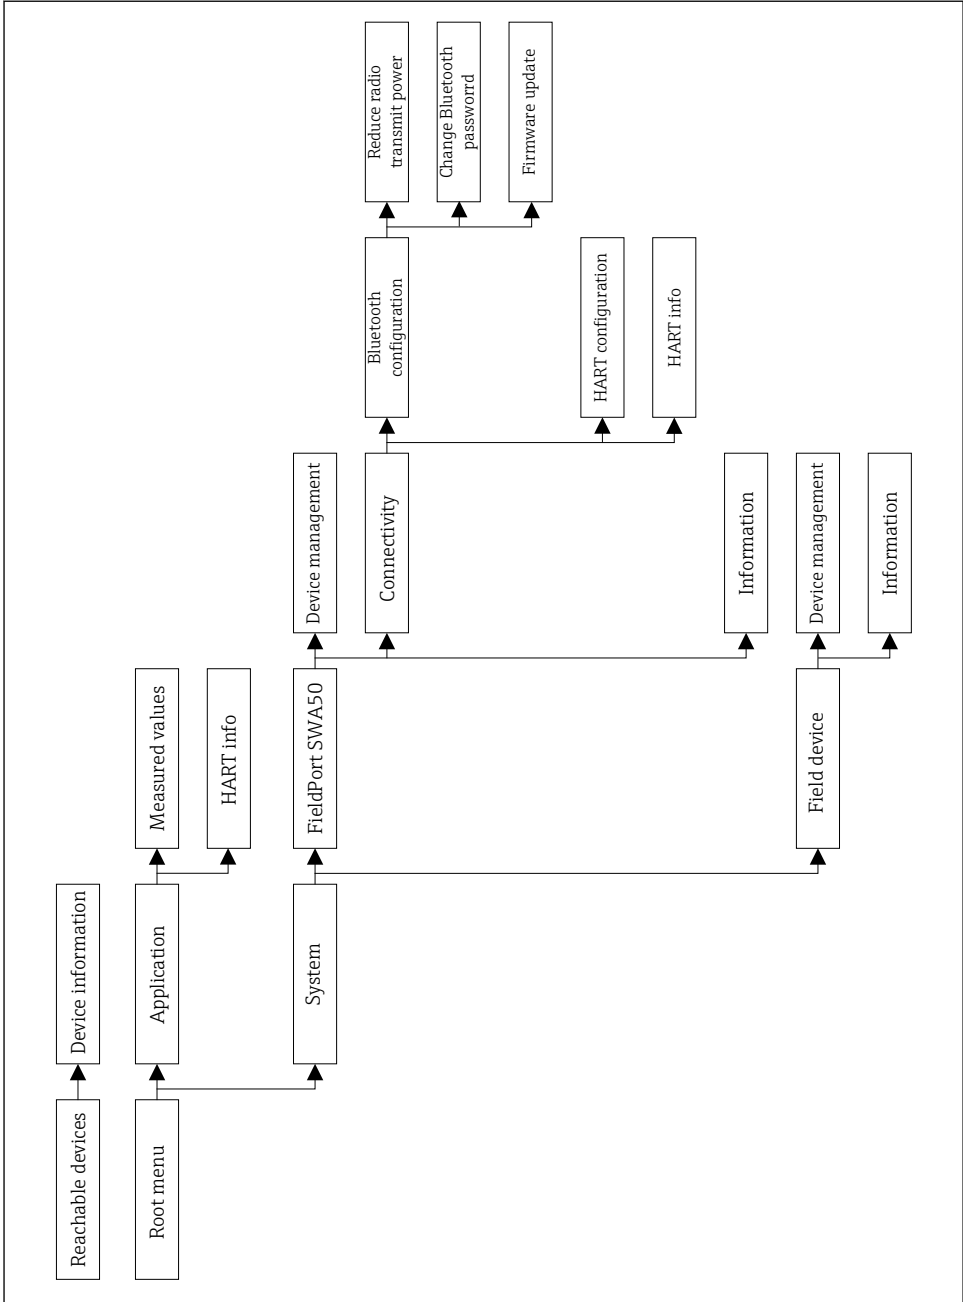 Reachable devices
Device information
Root menu
Application
Measured values
HART info
System
FieldPort SWA50
Device management
Connectivity
Bluetooth
configuration
Reduce radio
transmit power
Change Bluetooth
passworrd
Firmware update
HART configuration
HART info
Information
Field device
Device management
Information